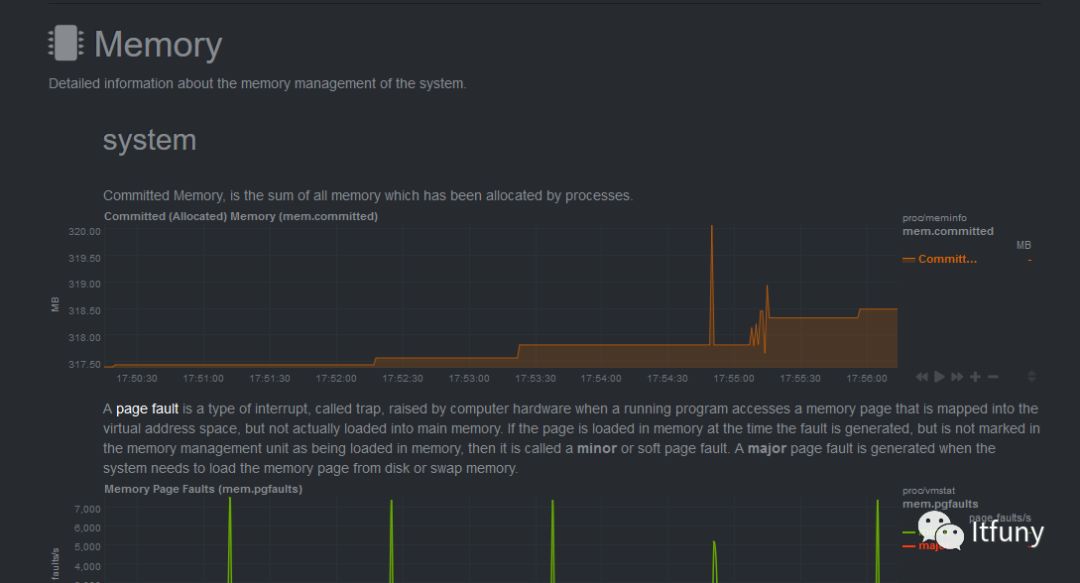 Memory
Detailed information about the memory management of the system.
system
Committed Memory, is the sum of all memory which has been allocated by processes.
Committed (Allocated) Memory (mem.committed)
proc/meminfo
mem.committed
MB
Committ...
-
320.00
319.50
319.00
318.50
318.00
317.50
MB
17:50:30 17:51:00 17:51:30 17:52:00 17:52:30 17:53:00 17:53:30 17:54:00 17:54:30 17:55:00 17:55:30 17:56:00
A page fault is a type of interrupt, called trap, raised by computer hardware when a running program accesses a memory page that is mapped into the
virtual address space, but not actually loaded into main memory. If the page is loaded in memory at the time the fault is generated, but is not marked in
the memory management unit as being loaded in memory, then it is called a minor or soft page fault. A major page fault is generated when the
system needs to load the memory page from disk or swap memory.
Memory Page Faults (mem.pgfaults)
proc/vmstat
mem.pgfaults
page faults/s
7,000
6,000
5,000
4,000
faults/s
Itfuny